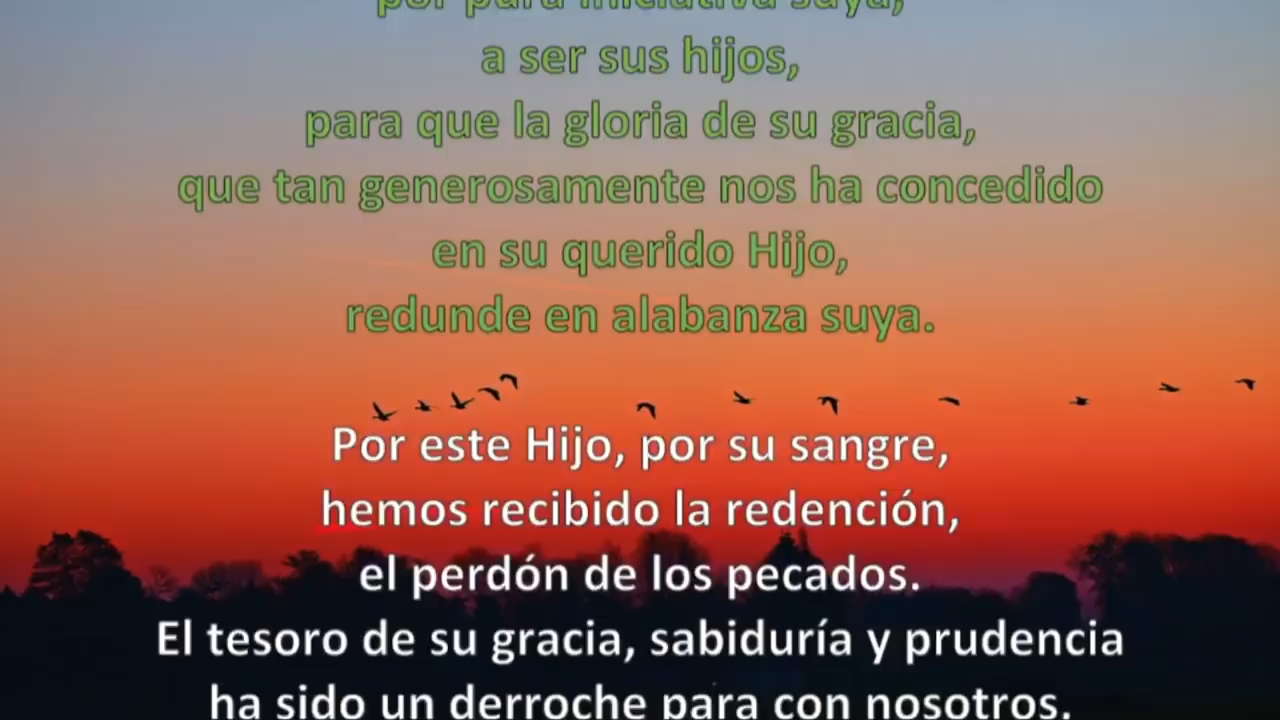 por pura iniciativa suya,
a ser sus hijos,
para que la gloria de su gracia,
que tan generosamente nos ha concedido
en su querido Hijo,
redunde en alabanza suya.
Por este Hijo, por su sangre,
hemos recibido la redención,
el perdón de los pecados.
El tesoro de su gracia, sabiduría y prudencia
ha sido un derroche para con nosotros,